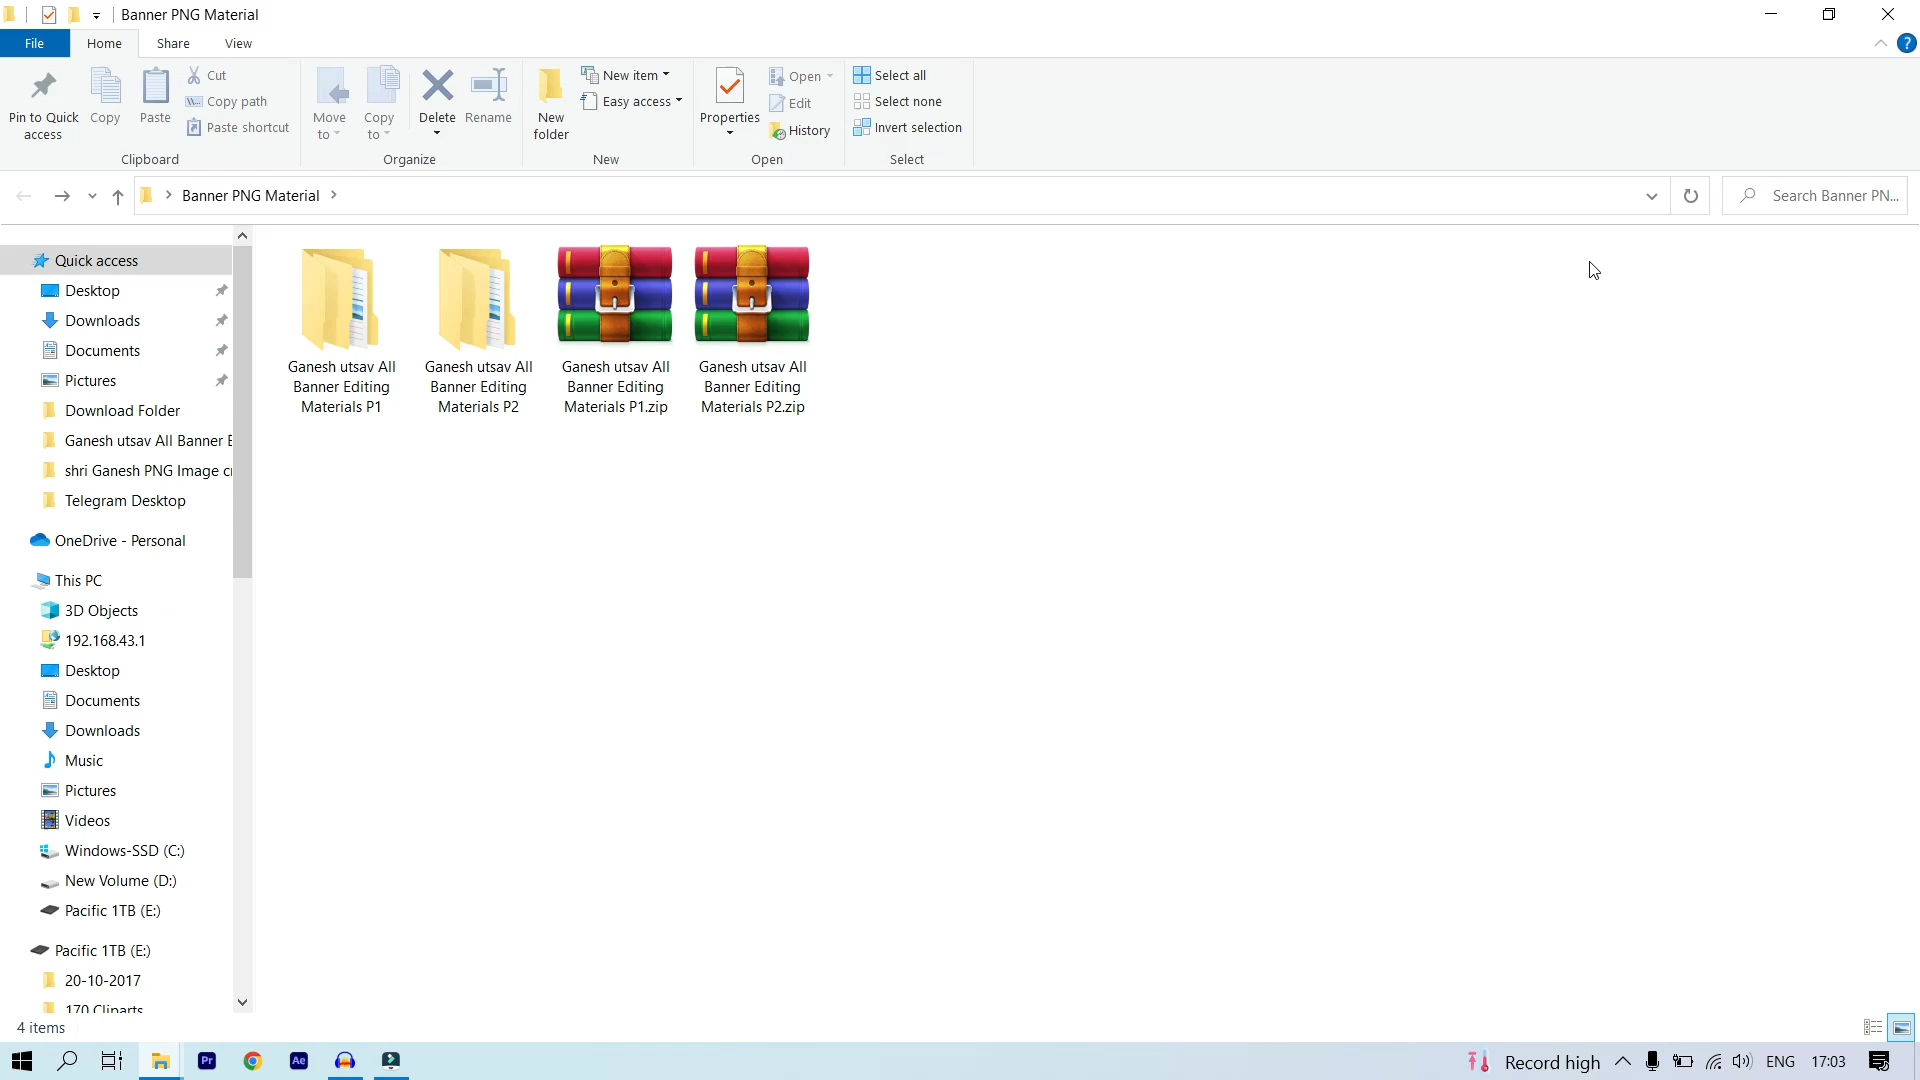 Banner PNG Material
File Home Share View
Pin to Quick access
Copy
Paste
Cut
Copy path
Paste shortcut
Clipboard
Move to
Copy to
Delete
Rename
Organize
New folder
New item
Easy access
New
Properties
Open
Edit
History
Open
Select all
Select none
Invert selection
Select
Banner PNG Material
Search Banner PN...
Quick access
Desktop
Downloads
Documents
Pictures
Download Folder
Ganesh utsav All Banner E
shri Ganesh PNG Image cr
Telegram Desktop
OneDrive - Personal
This PC
3D Objects
192.168.43.1
Desktop
Documents
Downloads
Music
Pictures
Videos
Windows-SSD (C:)
New Volume (D:)
Pacific 1TB (E:)
Pacific 1TB (E:)
20-10-2017
170 Cliparts
Ganesh utsav All
Banner Editing
Materials P1
Ganesh utsav All
Banner Editing
Materials P2
Ganesh utsav All
Banner Editing
Materials P1.zip
Ganesh utsav All
Banner Editing
Materials P2.zip
4 items
Pr
Ae
Record high
ENG
17:03